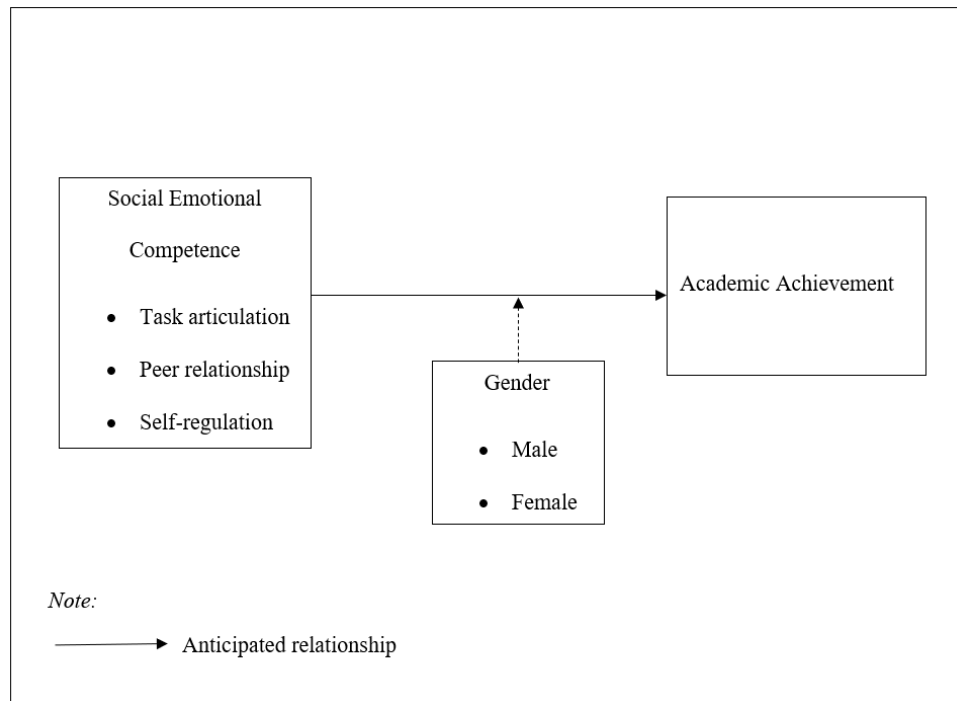 Social Emotional
Competence
• Task articulation
• Peer relationship
• Self-regulation
Academic Achievement
Gender
• Male
• Female
Note:
Anticipated relationship